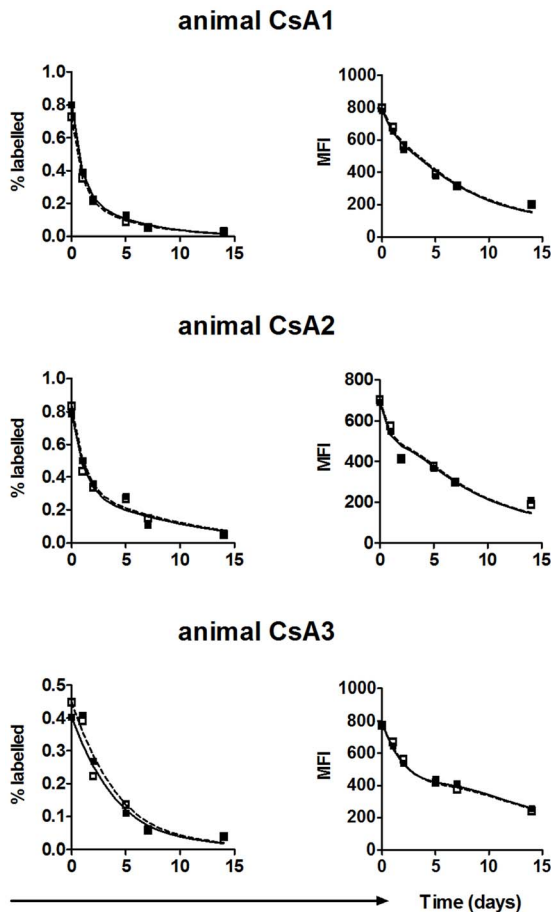 animal CsA1
% labelled
1.0
0.8
0.6
0.4
0.2
0.0
0 5 10 15
MFI
1000
800
600
400
200
0
0 5 10 15
animal CsA2
% labelled
1.0
0.8
0.6
0.4
0.2
0.0
0 5 10 15
MFI
800
600
400
200
0
0 5 10 15
animal CsA3
% labelled
0.5
0.4
0.3
0.2
0.1
0.0
0 5 10 15
MFI
1000
800
600
400
200
0
0 5 10 15
Time (days)